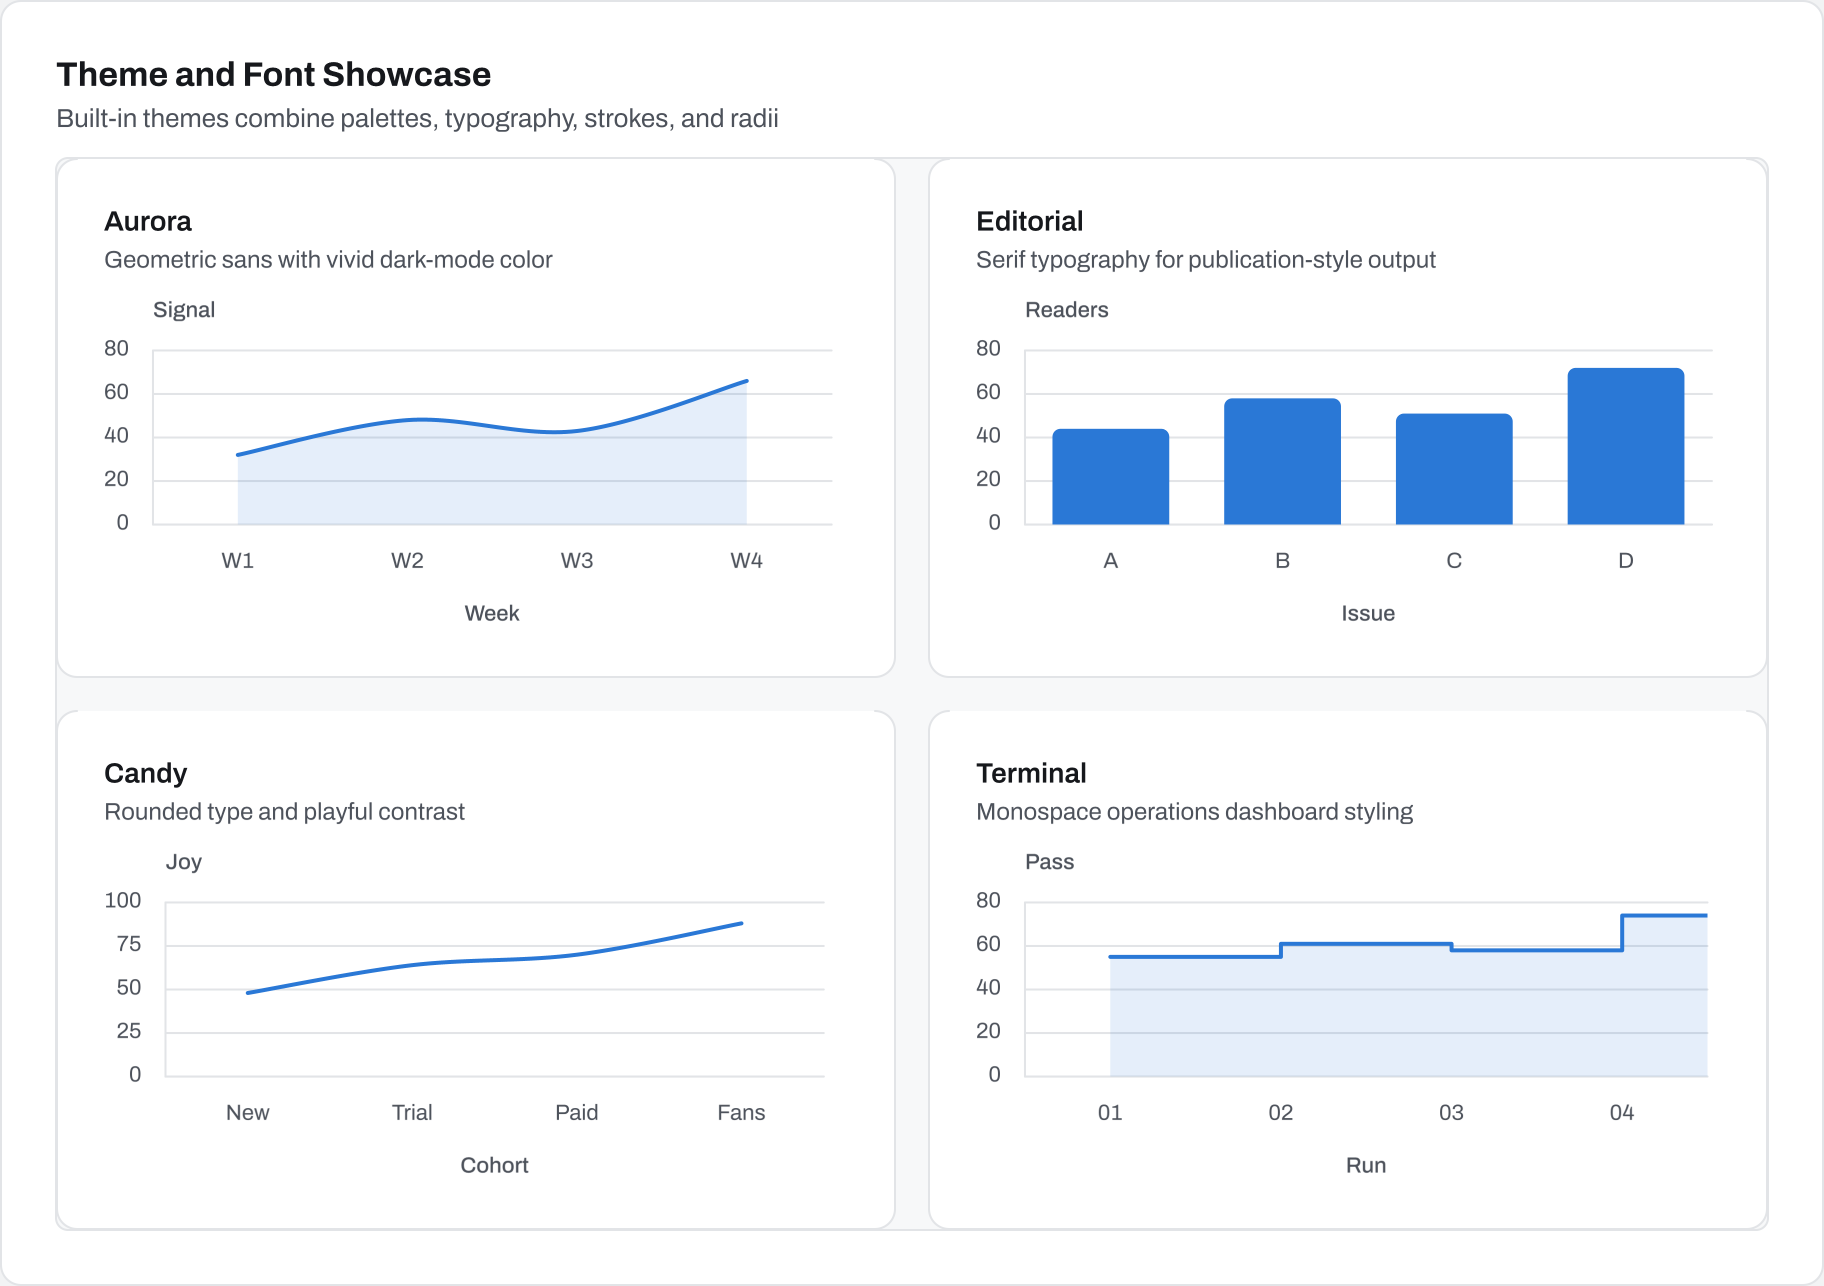 Theme and Font Showcase
Built-in themes combine palettes, typography, strokes, and radii
Aurora
Geometric sans with vivid dark-mode color
Signal
80
60
40
20
0
W1 W2 W3 W4
Week
Editorial
Serif typography for publication-style output
Readers
80
60
40
20
0
A B C D
Issue
Candy
Rounded type and playful contrast
Joy
100
75
50
25
0
New Trial Paid Fans
Cohort
Terminal
Monospace operations dashboard styling
Pass
80
60
40
20
0
01 02 03 04
Run